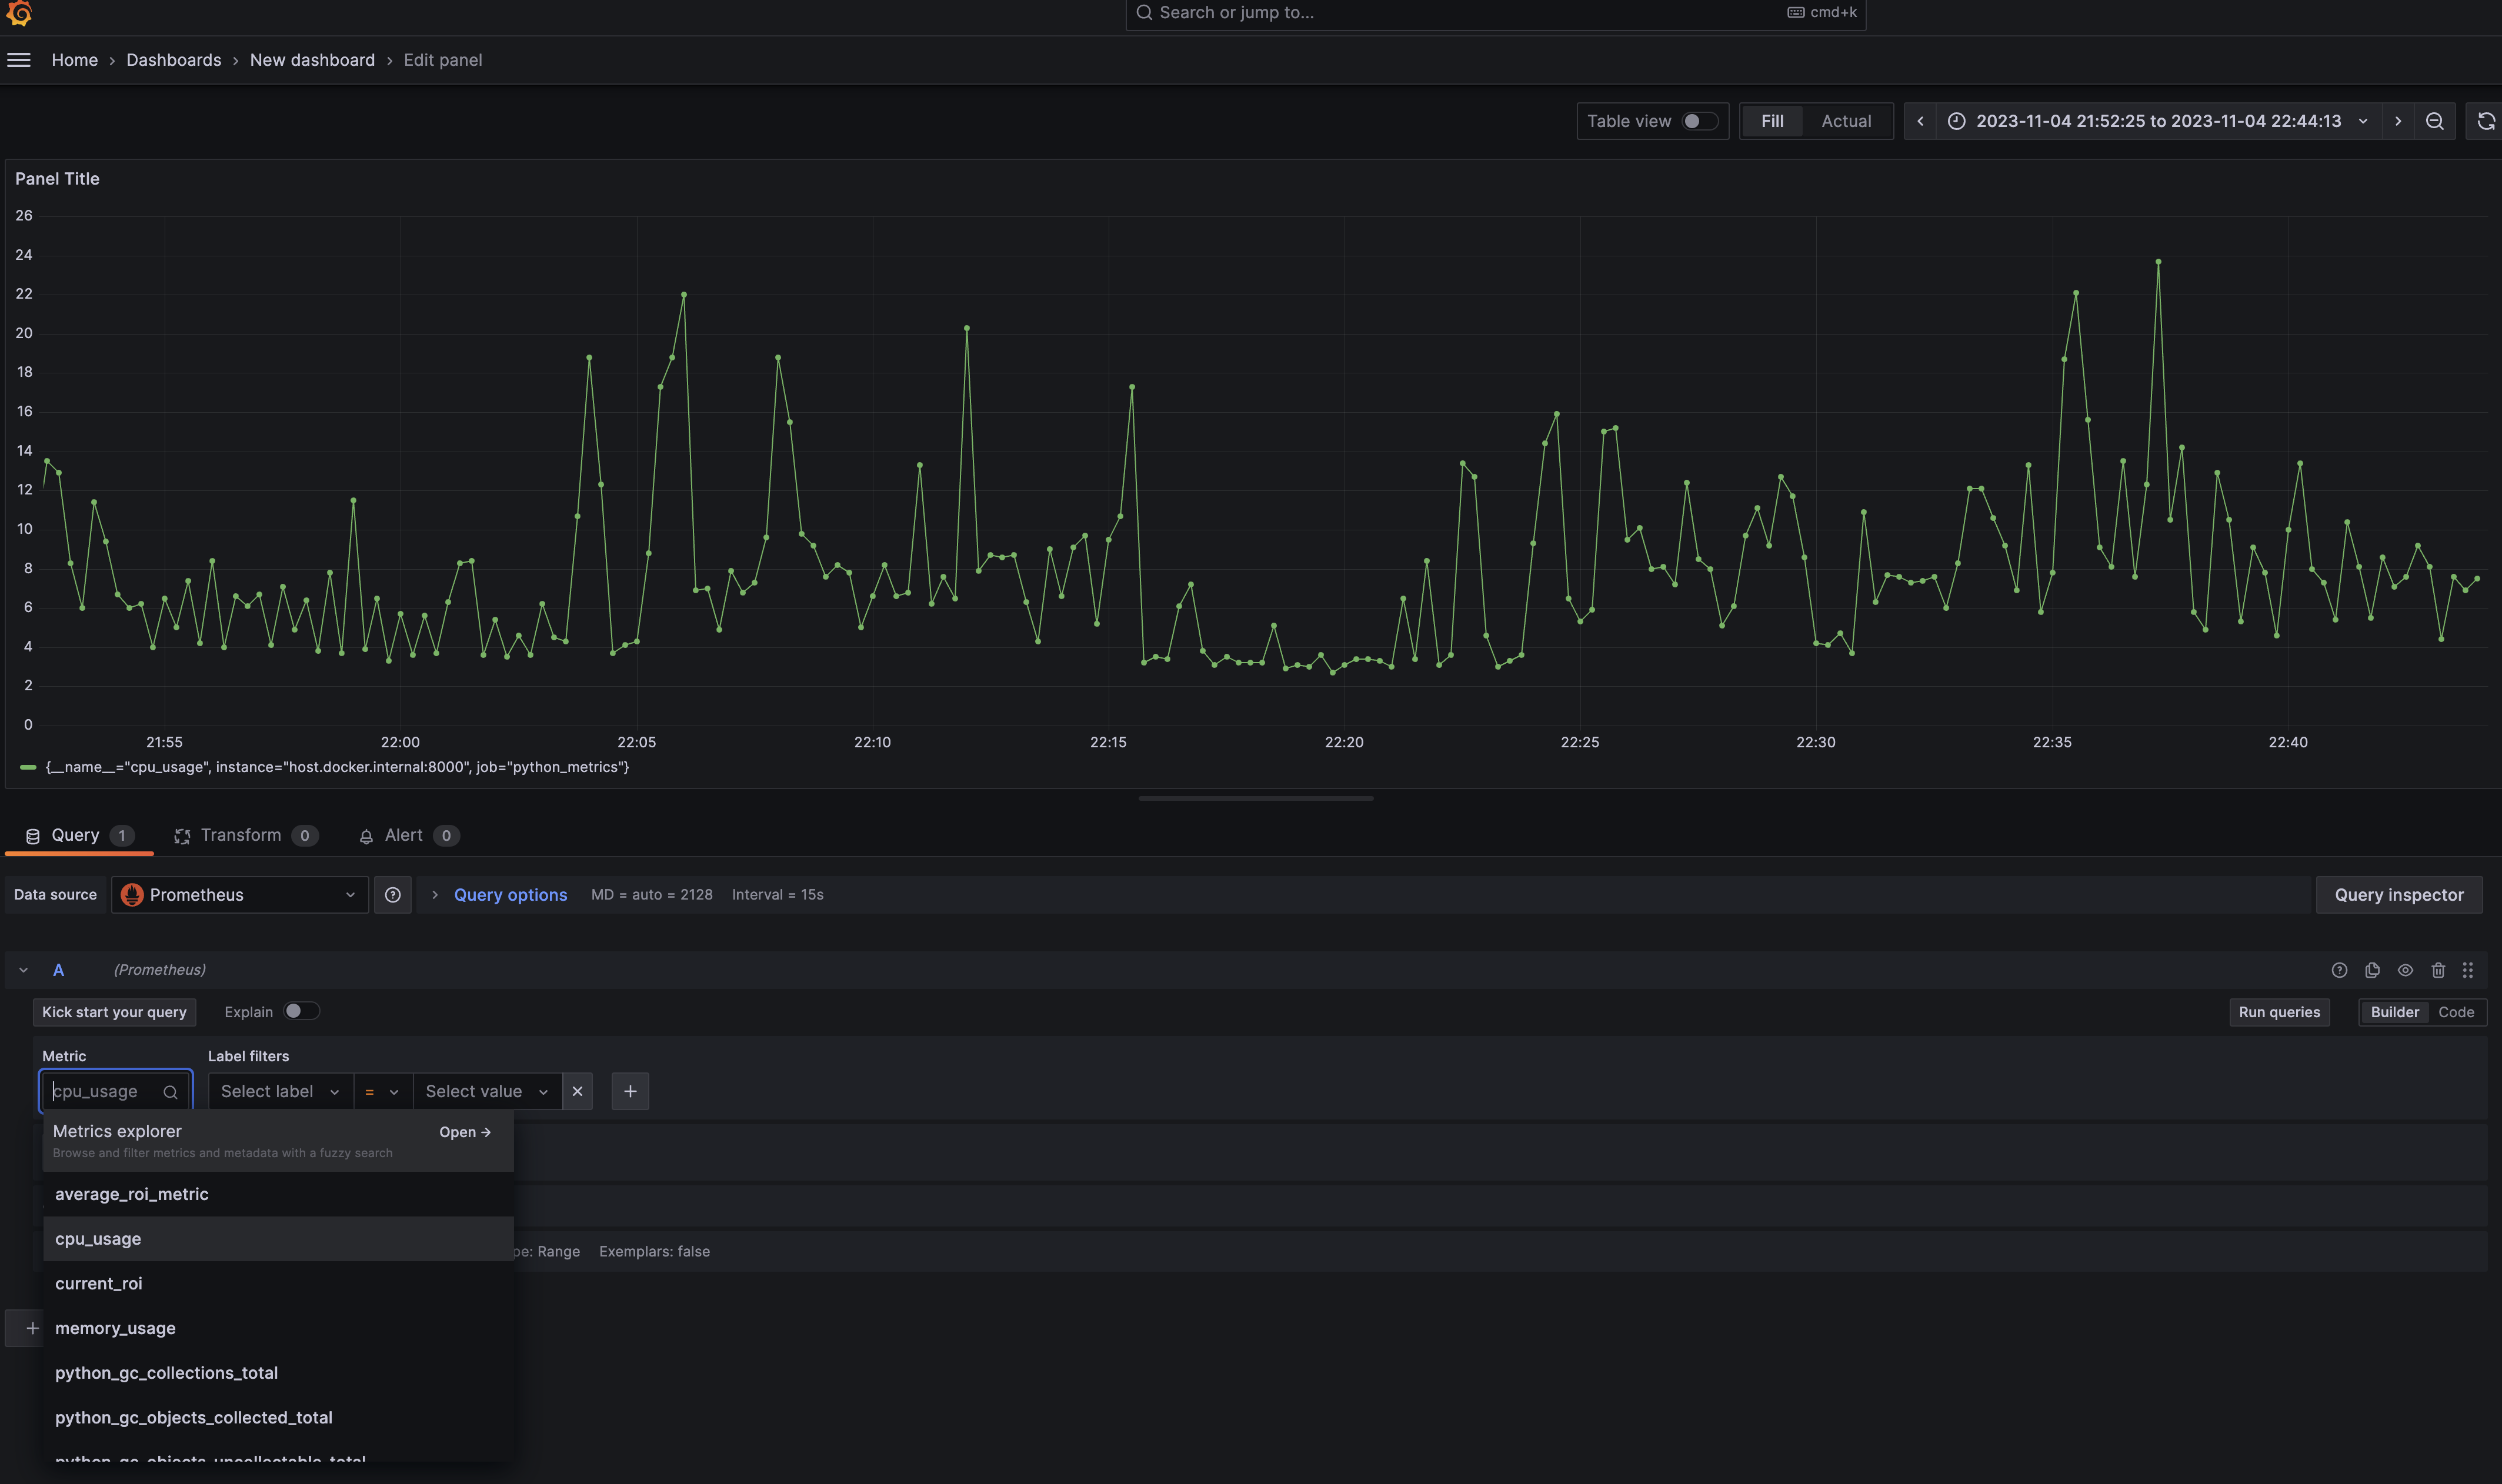 Search or jump to...
cmd+k
Home › Dashboards › New dashboard › Edit panel
Table view
Fill
Actual
2023-11-04 21:52:25 to 2023-11-04 22:44:13
Panel Title
26
24
22
20
18
16
14
12
10
8
6
4
2
0
21:55 22:00 22:05 22:10 22:15 22:20 22:25 22:30 22:35 22:40
{__name__="cpu_usage", instance="host.docker.internal:8000", job="python_metrics"}
Query 1 Transform 0 Alert 0
Data source Prometheus Query options MD = auto = 2128 Interval = 15s Query inspector
A (Prometheus)
Kick start your query Explain Run queries Builder Code
Metric Label filters
cpu_usage Select label = Select value
Metrics explorer Open →
Browse and filter metrics and metadata with a fuzzy search
average_roi_metric
cpu_usage
pe: Range Exemplars: false
current_roi
memory_usage
python_gc_collections_total
python_gc_objects_collected_total
python_gc_objects_uncollectable_total